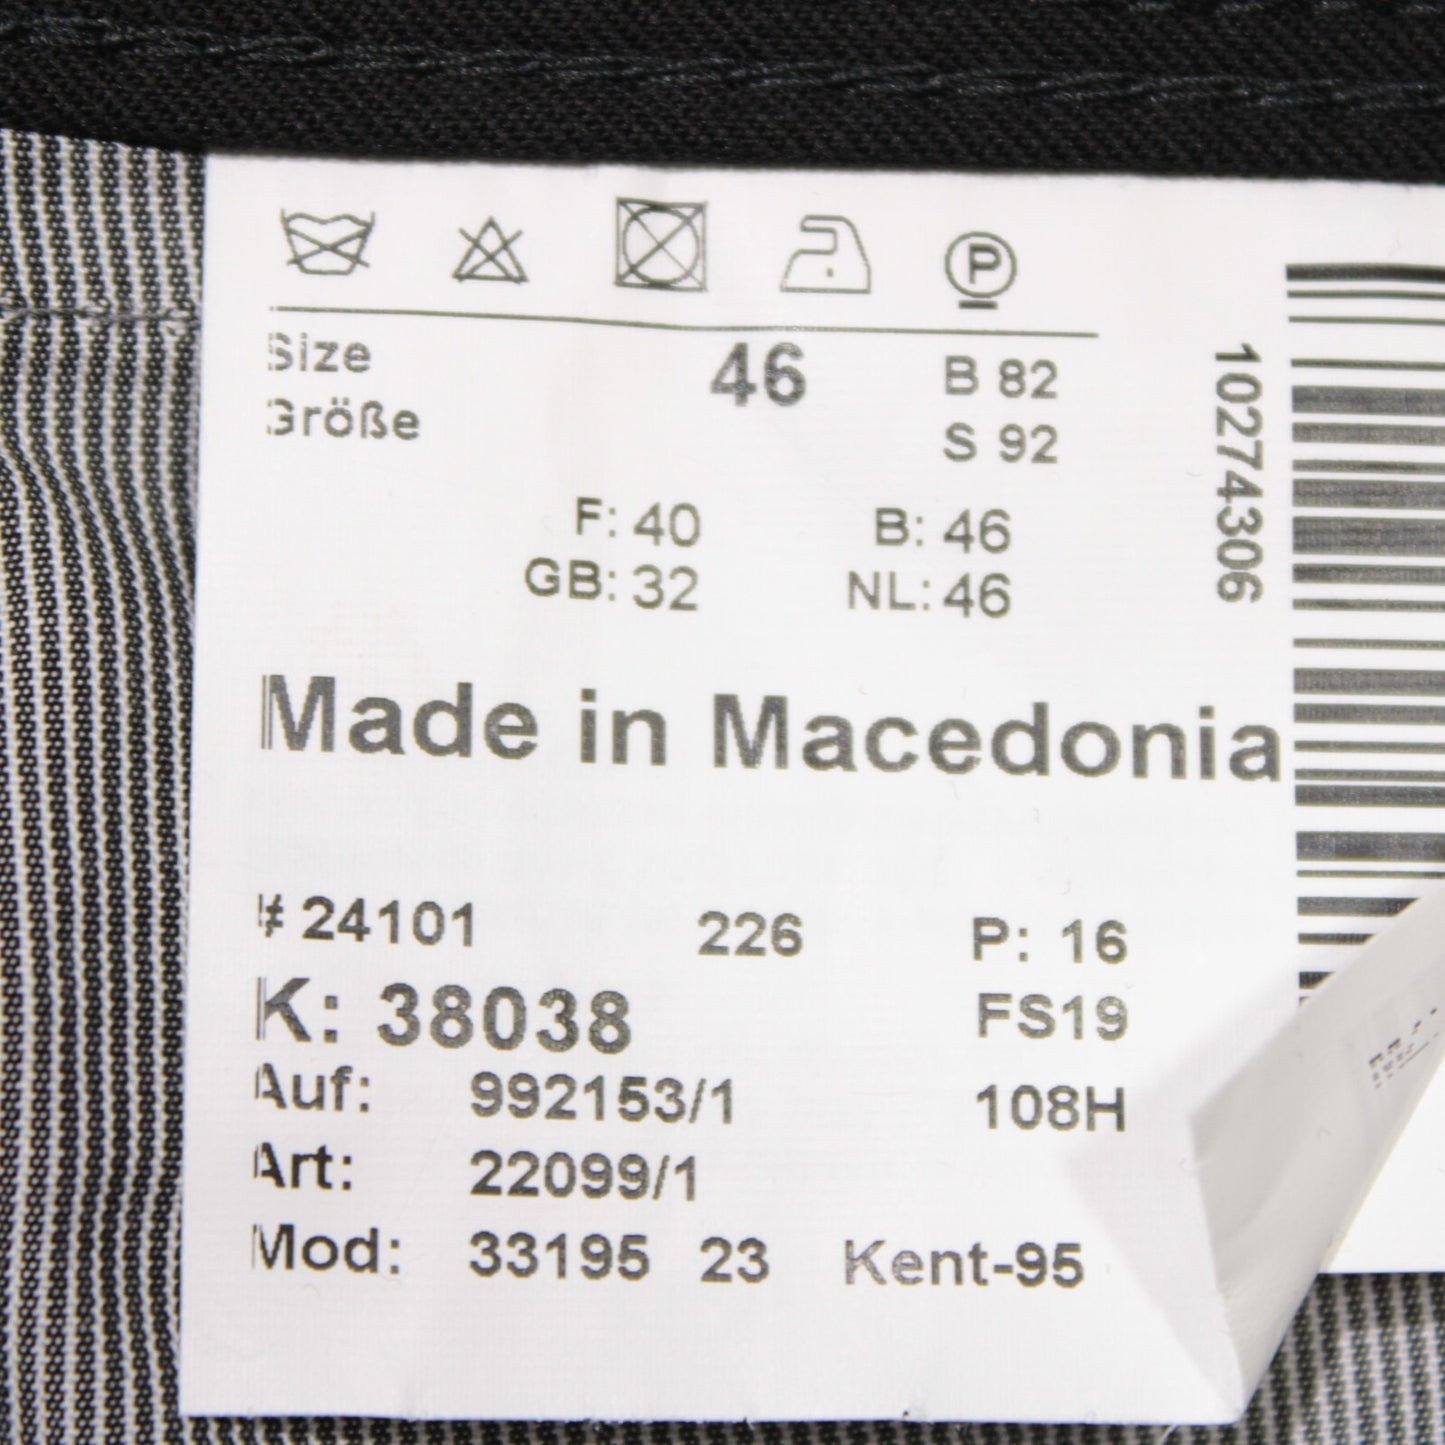 P
Size 46 B 82
Größe S 92
F: 40 B: 46
GB: 32 NL: 46
Made in Macedonia
# 24101 226 P: 16
K: 38038 FS19
Auf: 992153/1 108H
Art: 22099/1
Mod: 33195 23 Kent-95
10274306